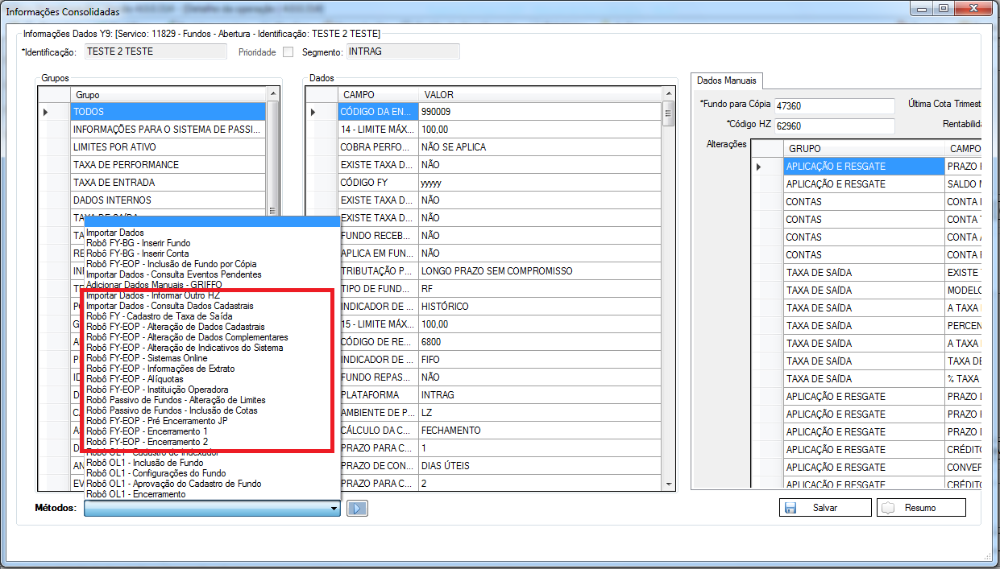 Informações Consolidadas
Informações Dados Y9: [Servico: 11829 - Fundos - Abertura - Identificação: TESTE 2 TESTE]
*Identificação: TESTE 2 TESTE Prioridade Segmento: INTRAG
Grupos
Grupo
TODOS
INFORMAÇÕES PARA O SISTEMA DE PASSI...
LIMITES POR ATIVO
TAXA DE PERFORMANCE
TAXA DE ENTRADA
DADOS INTERNOS
TAXA DE SAÍDA
Importar Dados
Robô FY-BG - Inserir Fundo
Robô FY-BG - Inserir Conta
Robô FY-EOP - Inclusão de Fundo por Cópia
Importar Dados - Consulta Eventos Pendentes
Adicionar Dados Manuais - GRIFFO
Importar Dados - Informar Outro HZ
Importar Dados - Consulta Dados Cadastrais
Robô FY - Cadastro de Taxa de Saída
Robô FY-EOP - Alteração de Dados Cadastrais
Robô FY-EOP - Alteração de Dados Complementares
Robô FY-EOP - Alteração de Indicativos do Sistema
Robô FY-EOP - Sistemas Online
Robô FY-EOP - Informações de Extrato
Robô FY-EOP - Alíquotas
Robô FY-EOP - Instituição Operadora
Robô Passivo de Fundos - Alteração de Limites
Robô Passivo de Fundos - Inclusão de Cotas
Robô FY-EOP - Pré Encerramento JP
Robô FY-EOP - Encerramento 1
Robô FY-EOP - Encerramento 2
Robô OL1 - Cadastro de Indexador
Robô OL1 - Inclusão de Fundo
Robô OL1 - Configurações do Fundo
Robô OL1 - Aprovação do Cadastro de Fundo
Robô OL1 - Encerramento
Métodos:
Dados
CAMPO VALOR
CÓDIGO DA EN... 990009
14 - LIMITE MÁX... 100,00
COBRA PERFO... NÃO SE APLICA
EXISTE TAXA D... NÃO
CÓDIGO FY yyyyy
EXISTE TAXA D... NÃO
EXISTE TAXA D... NÃO
FUNDO RECEB... NÃO
APLICA EM FUN... NÃO
TRIBUTAÇÃO P... LONGO PRAZO SEM COMPROMISSO
TIPO DE FUND... RF
INDICADOR DE ... HISTÓRICO
15 - LIMITE MÁX... 100,00
CÓDIGO DE RE... 6800
INDICADOR DE ... FIFO
FUNDO REPAS... NÃO
PLATAFORMA INTRAG
AMBIENTE DE P... LZ
CÁLCULO DA C... FECHAMENTO
PRAZO PARA C... 1
PRAZO DE CON... DIAS ÚTEIS
PRAZO PARA C... 2
Dados Manuais
*Fundo para Cópia 47360 Última Cota Trimest
*Código HZ 62960 Rentabilida
Alterações
GRUPO CAMPO
APLICAÇÃO E RESGATE PRAZO
APLICAÇÃO E RESGATE SALDO
CONTAS CONTA
CONTAS CONTA
CONTAS CONTA
CONTAS CONTA
TAXA DE SAÍDA EXISTE
TAXA DE SAÍDA MODELO
TAXA DE SAÍDA A TAXA
TAXA DE SAÍDA PERCEN
TAXA DE SAÍDA A TAXA
TAXA DE SAÍDA TAXA DE
TAXA DE SAÍDA % TAXA
APLICAÇÃO E RESGATE PRAZO
APLICAÇÃO E RESGATE PRAZO
APLICAÇÃO E RESGATE PRAZO
APLICAÇÃO E RESGATE CRÉDITO
APLICAÇÃO E RESGATE CONVER
APLICAÇÃO E RESGATE CRÉDITO
Salvar Resumo